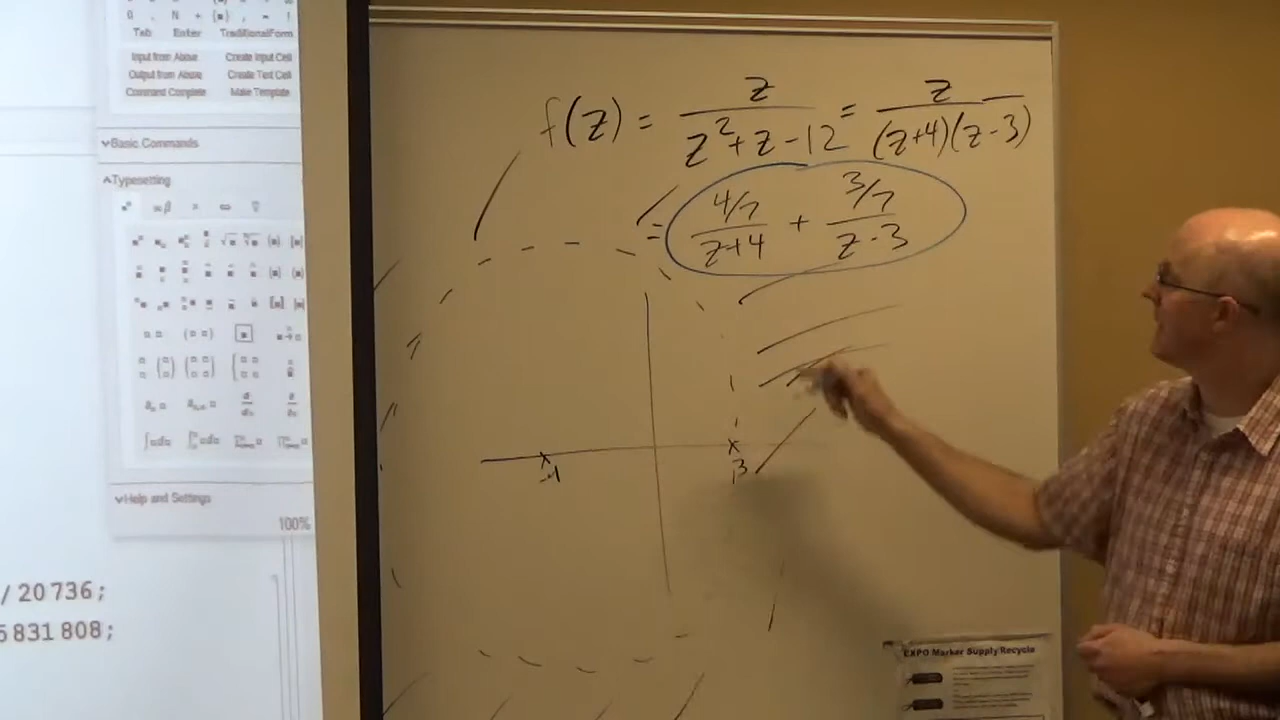 Tab Enter TraditionalForm
Input from Above Create Input Cell
Output from Above Create Text Cell
Command Complete Make Template
Basic Commands
Typesetting
Help and Settings
100%
/ 20 736;
5 831 808;
f(z) = z/(z²+z-12) = z/((z+4)(z-3))
= (4/7)/(z+4) + (3/7)/(z-3)
-4
3
EXPO Marker Supply/Recycle